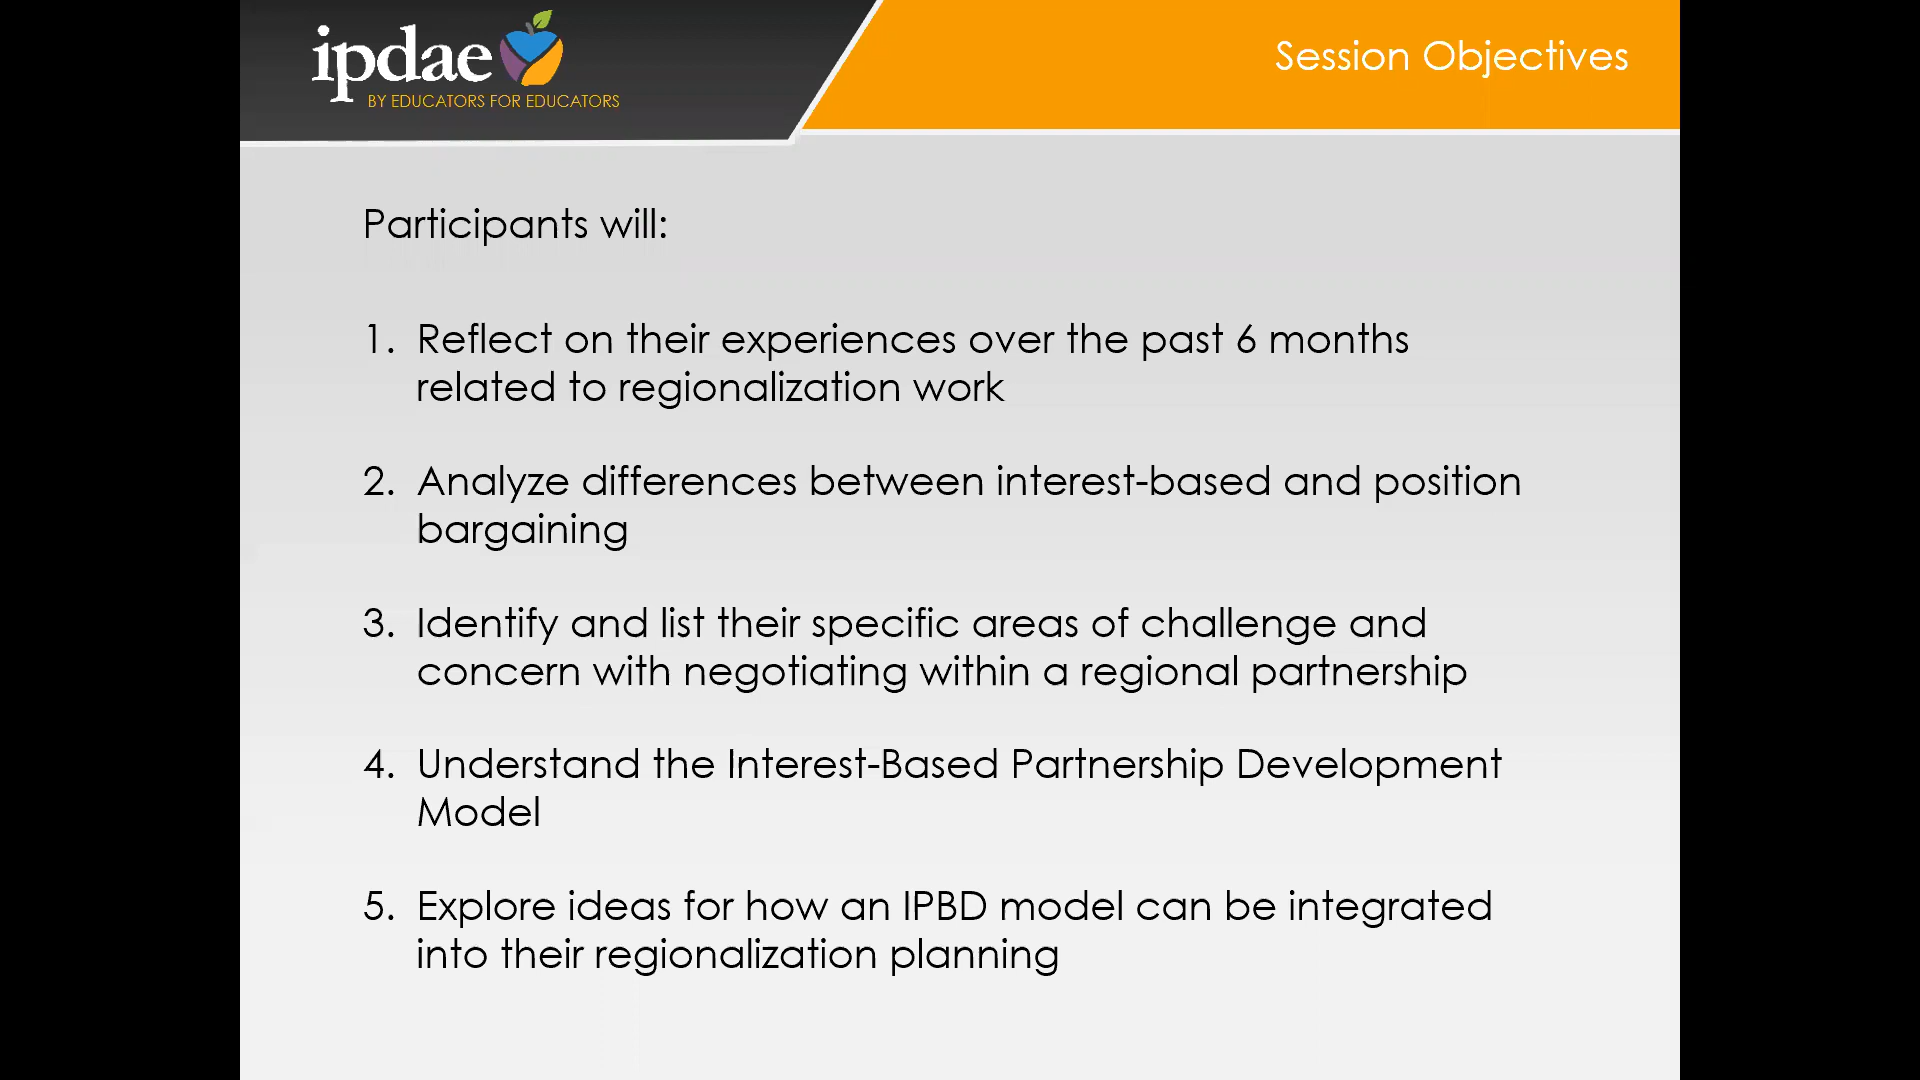 ipdae
BY EDUCATORS FOR EDUCATORS
Session Objectives
Participants will:
1. Reflect on their experiences over the past 6 months
related to regionalization work
2. Analyze differences between interest-based and position
bargaining
3. Identify and list their specific areas of challenge and
concern with negotiating within a regional partnership
4. Understand the Interest-Based Partnership Development
Model
5. Explore ideas for how an IPBD model can be integrated
into their regionalization planning